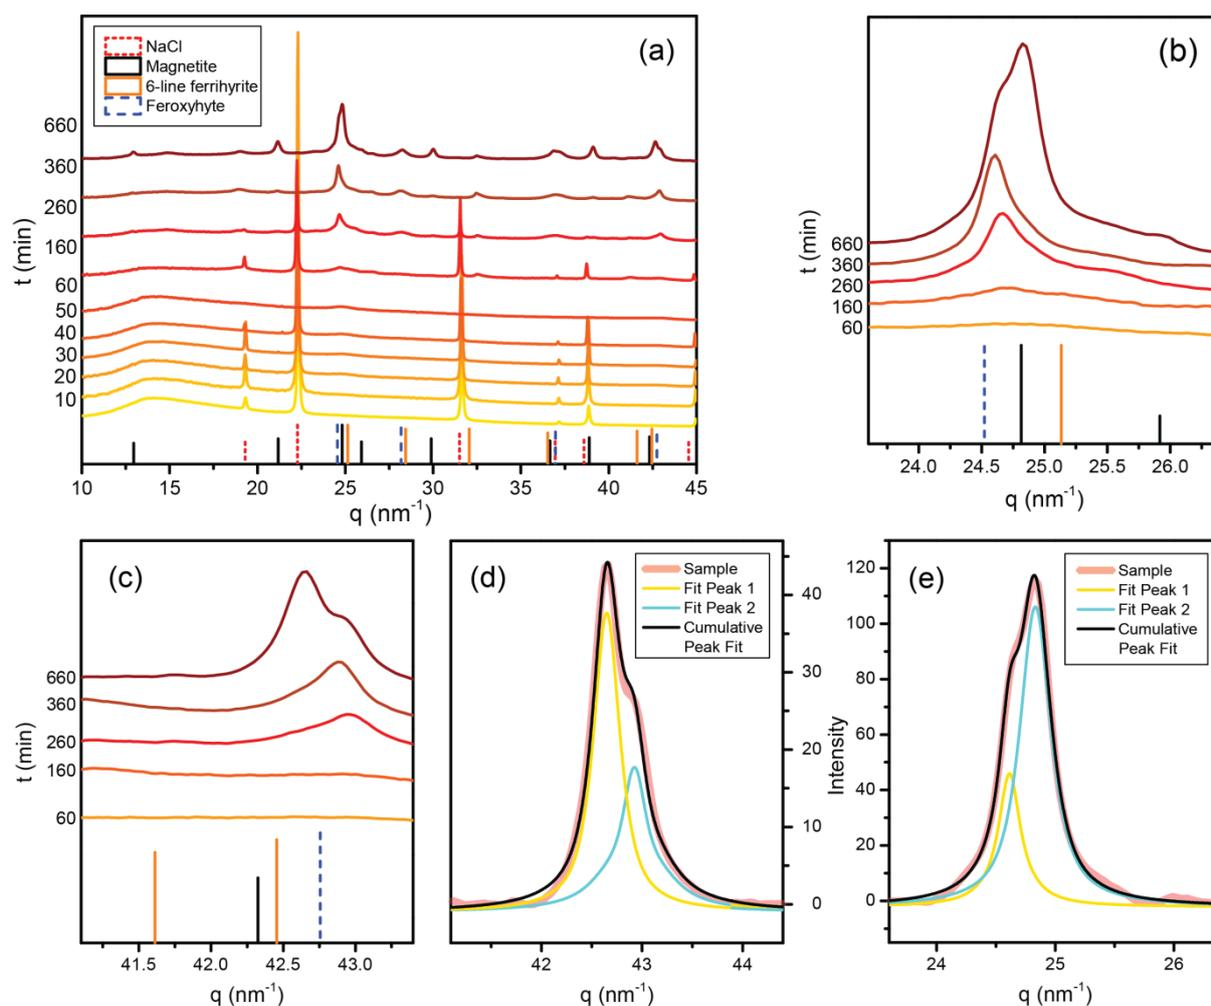 NaCl
Magnetite
6-line ferrihyrite
Feroxyhyte
(a)
t (min)
660
360
260
160
60
50
40
30
20
10
10 15 20 25 30 35 40 45
q (nm-1)
(b)
t (min)
660
360
260
160
60
24.0 24.5 25.0 25.5 26.0
q (nm-1)
(c)
t (min)
660
360
260
160
60
41.5 42.0 42.5 43.0
q (nm-1)
(d)
Sample
Fit Peak 1
Fit Peak 2
Cumulative
Peak Fit
40
30
20
10
0
42 43 44
q (nm-1)
(e)
Sample
Fit Peak 1
Fit Peak 2
Cumulative
Peak Fit
Intensity
120
100
80
60
40
20
0
24 25 26
q (nm-1)